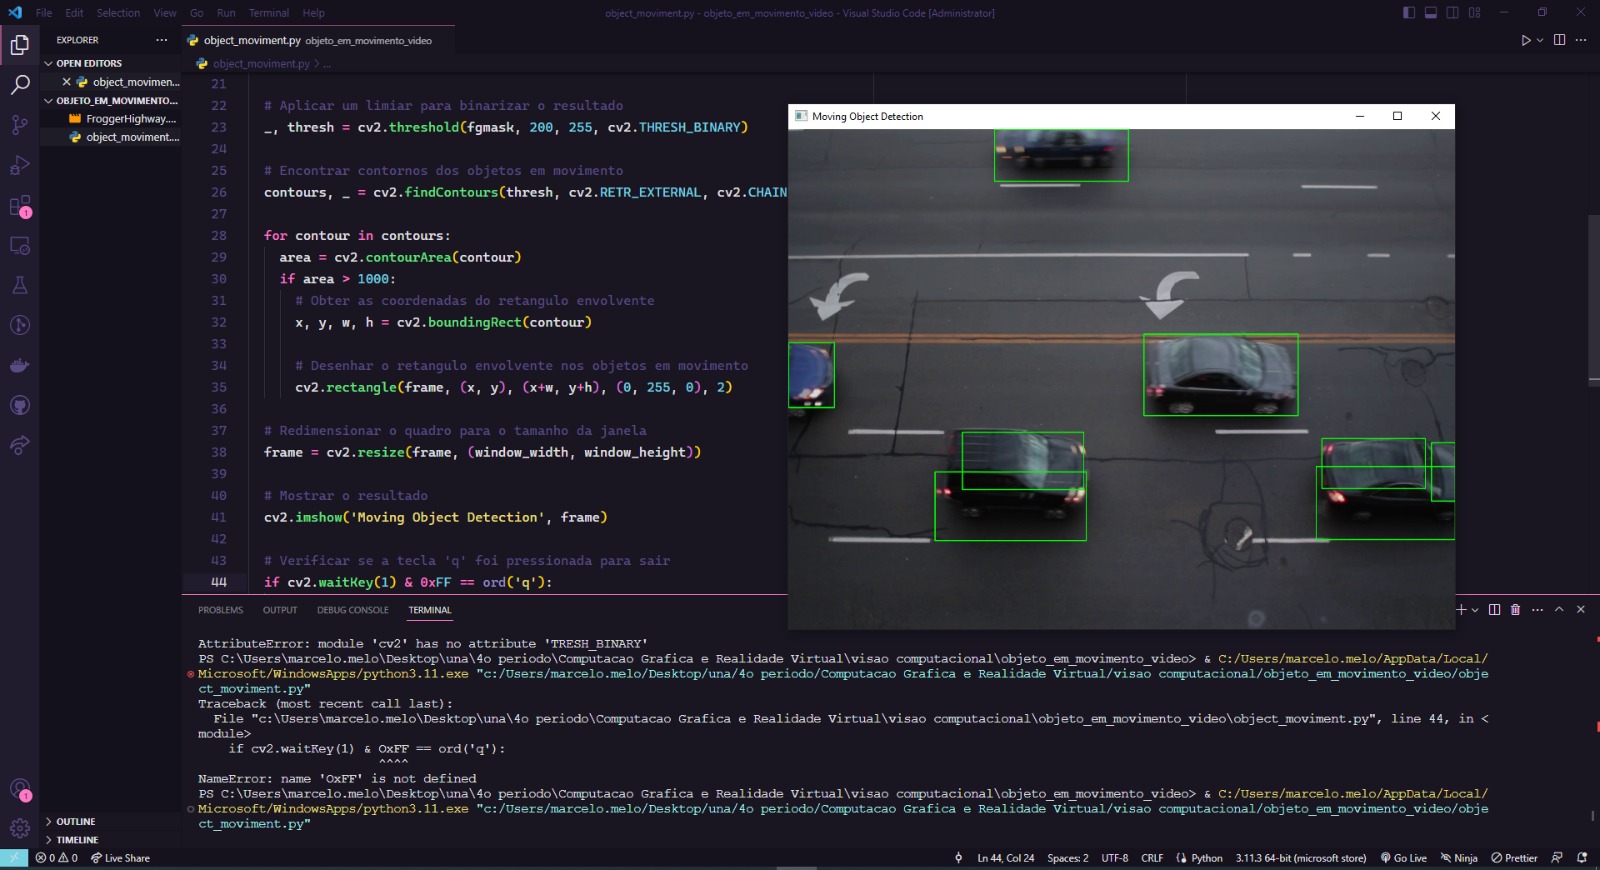 File Edit Selection View Go Run Terminal Help
object_moviment.py - objeto_em_movimento_video - Visual Studio Code [Administrator]
EXPLORER
OPEN EDITORS
object_movimen...
OBJETO_EM_MOVIMENTO...
FroggerHighway....
object_moviment....
OUTLINE
TIMELINE
object_moviment.py objeto_em_movimento_video
object_moviment.py > ...
21
22 # Aplicar um limiar para binarizar o resultado
23 _, thresh = cv2.threshold(fgmask, 200, 255, cv2.THRESH_BINARY)
24
25 # Encontrar contornos dos objetos em movimento
26 contours, _ = cv2.findContours(thresh, cv2.RETR_EXTERNAL, cv2.CHAIN
27
28 for contour in contours:
29 area = cv2.contourArea(contour)
30 if area > 1000:
31 # Obter as coordenadas do retangulo envolvente
32 x, y, w, h = cv2.boundingRect(contour)
33
34 # Desenhar o retangulo envolvente nos objetos em movimento
35 cv2.rectangle(frame, (x, y), (x+w, y+h), (0, 255, 0), 2)
36
37 # Redimensionar o quadro para o tamanho da janela
38 frame = cv2.resize(frame, (window_width, window_height))
39
40 # Mostrar o resultado
41 cv2.imshow('Moving Object Detection', frame)
42
43 # Verificar se a tecla 'q' foi pressionada para sair
44 if cv2.waitKey(1) & 0xFF == ord('q'):
Moving Object Detection
PROBLEMS OUTPUT DEBUG CONSOLE TERMINAL
AttributeError: module 'cv2' has no attribute 'TRESH_BINARY'
PS C:\Users\marcelo.melo\Desktop\una\4o periodo\Computacao Grafica e Realidade Virtual\visao computacional\objeto_em_movimento_video> & C:/Users/marcelo.melo/AppData/Local/
Microsoft/WindowsApps/python3.11.exe "c:/Users/marcelo.melo/Desktop/una/4o periodo/Computacao Grafica e Realidade Virtual/visao computacional/objeto_em_movimento_video/obje
ct_moviment.py"
Traceback (most recent call last):
File "c:\Users\marcelo.melo\Desktop\una\4o periodo\Computacao Grafica e Realidade Virtual\visao computacional\objeto_em_movimento_video\object_moviment.py", line 44, in <
module>
if cv2.waitKey(1) & OxFF == ord('q'):
^^^^
NameError: name 'OxFF' is not defined
PS C:\Users\marcelo.melo\Desktop\una\4o periodo\Computacao Grafica e Realidade Virtual\visao computacional\objeto_em_movimento_video> & C:/Users/marcelo.melo/AppData/Local/
Microsoft/WindowsApps/python3.11.exe "c:/Users/marcelo.melo/Desktop/una/4o periodo/Computacao Grafica e Realidade Virtual/visao computacional/objeto_em_movimento_video/obje
ct_moviment.py"
0 0 Live Share
Ln 44, Col 24 Spaces: 2 UTF-8 CRLF Python 3.11.3 64-bit (microsoft store) Go Live Ninja Prettier
1
1